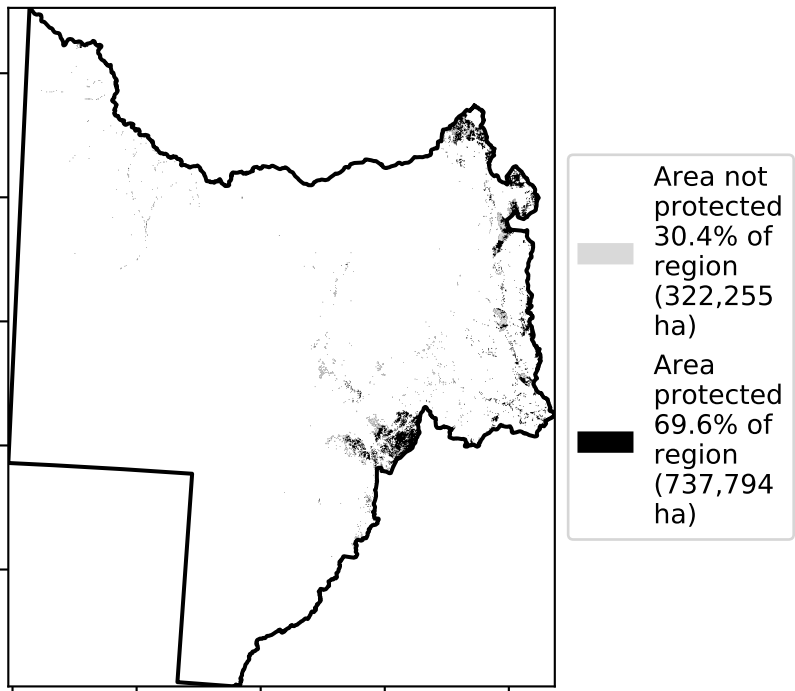 Area not
protected
30.4% of
region
(322,255
ha)
Area
protected
69.6% of
region
(737,794
ha)